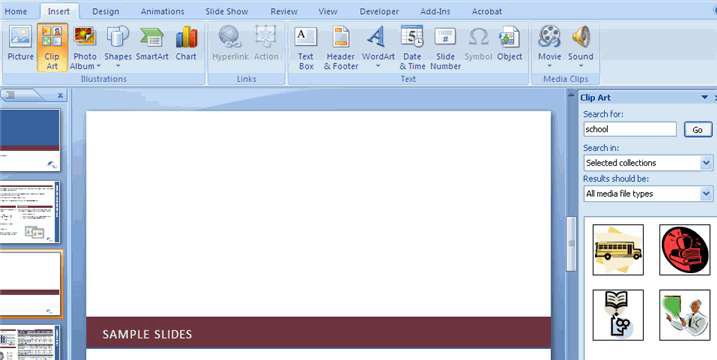 Home Insert Design Animations Slide Show Review View Developer Add-Ins Acrobat
Picture Clip Art Photo Album Shapes SmartArt Chart Hyperlink Action Text Box Header & Footer WordArt Date & Time Slide Number Symbol Object Movie Sound
Illustrations Links Text Media Clips
Clip Art
Search for:
school Go
Search in:
Selected collections
Results should be:
All media file types
SAMPLE SLIDES